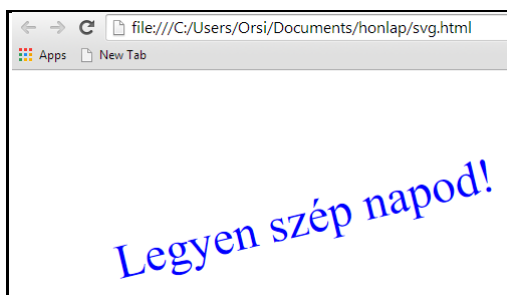 file:///C:/Users/Orsi/Documents/honlap/svg.html
Apps New Tab
Legyen szép napod!